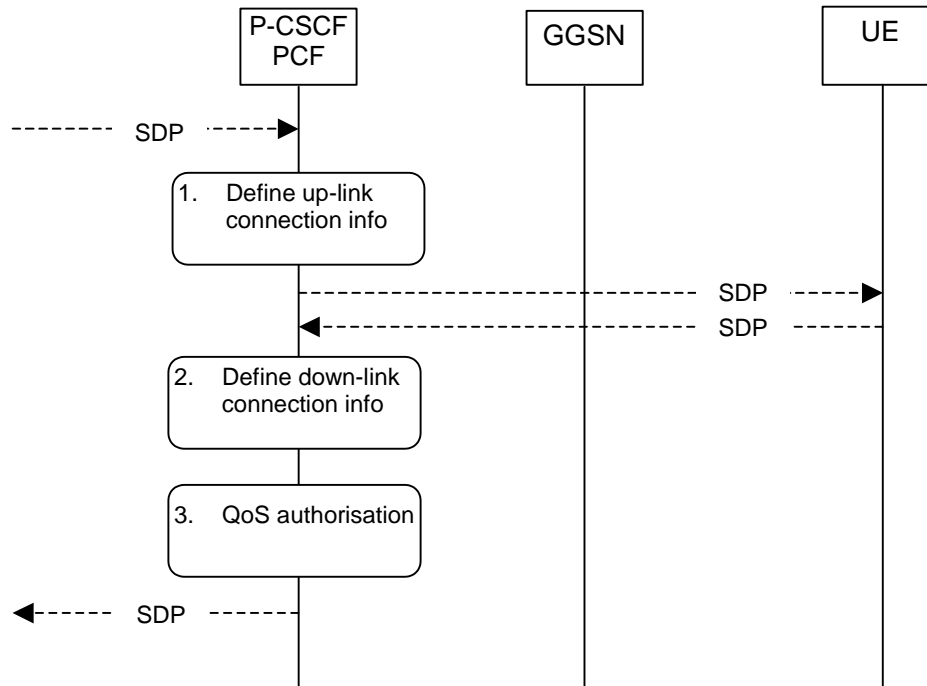 P-CSCF
PCF
GGSN
UE
SDP
1. Define up-link
connection info
SDP
SDP
2. Define down-link
connection info
3. QoS authorisation
SDP